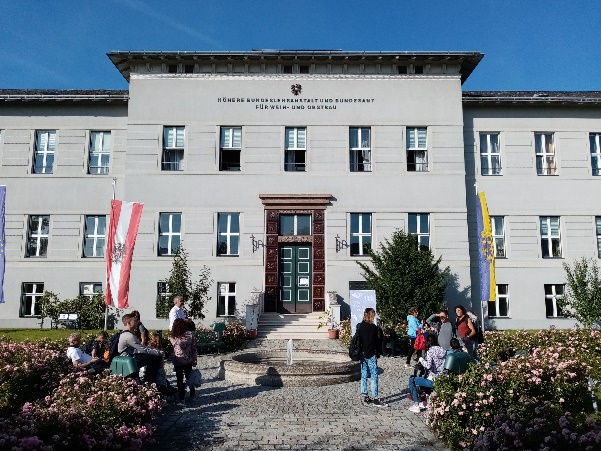 HÖHERE BUNDESLEHRANSTALT UND BUNDESAMT
FÜR WEIN- UND OBSTBAU